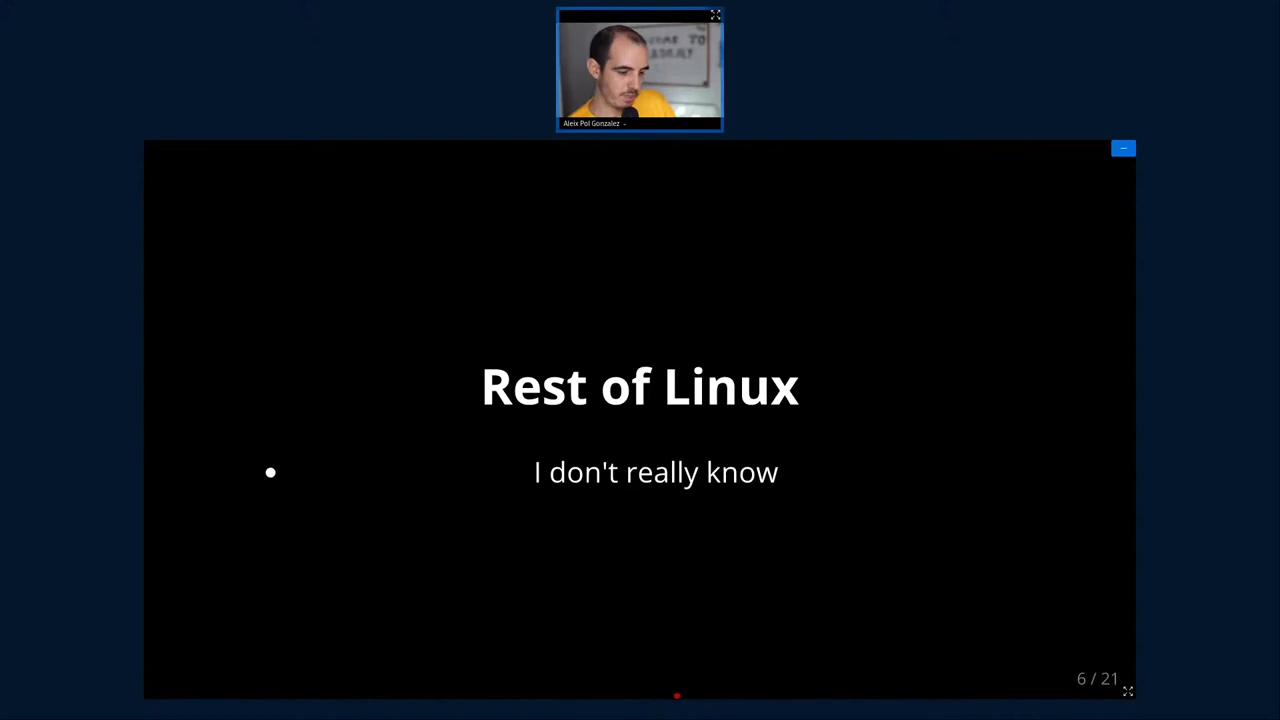 Aleix Pol Gonzalez
Rest of Linux
I don't really know
6 / 21